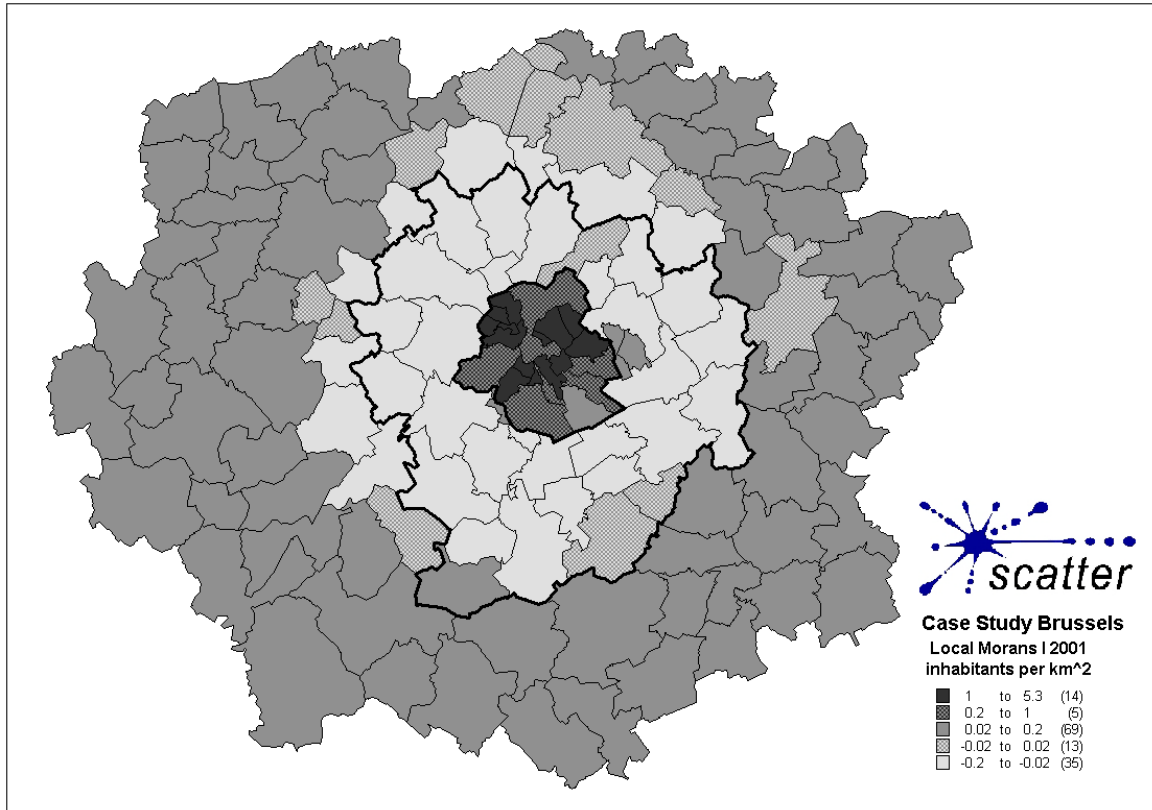 scatter
Case Study Brussels
Local Morans I 2001
inhabitants per km^2
1 to 5.3 (14)
0.2 to 1 (5)
0.02 to 0.2 (69)
-0.02 to 0.02 (13)
-0.2 to -0.02 (35)